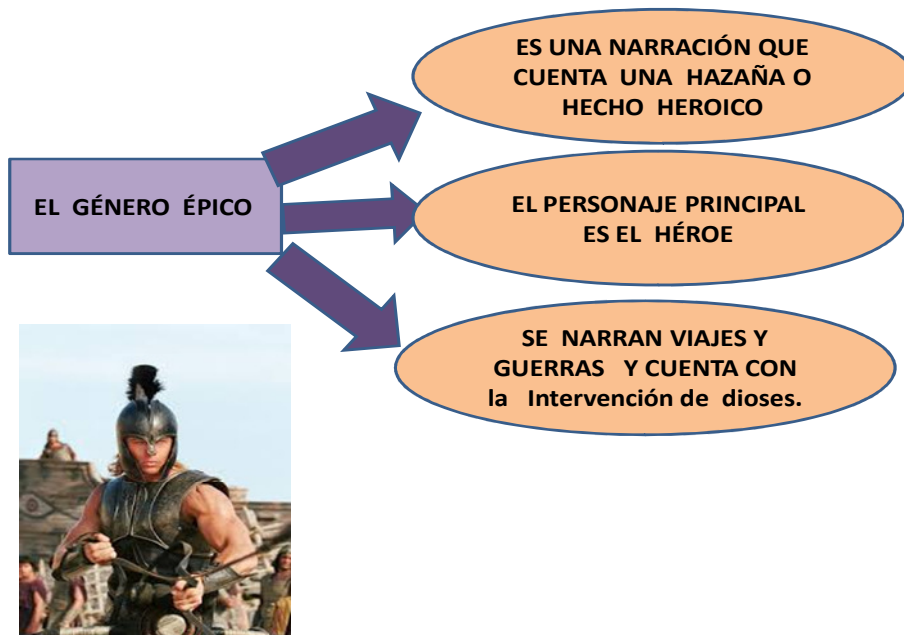 ES UNA NARRACIÓN QUE
CUENTA UNA HAZAÑA O
HECHO HEROICO
EL GÉNERO ÉPICO
EL PERSONAJE PRINCIPAL
ES EL HÉROE
SE NARRAN VIAJES Y
GUERRAS Y CUENTA CON
la Intervención de dioses.